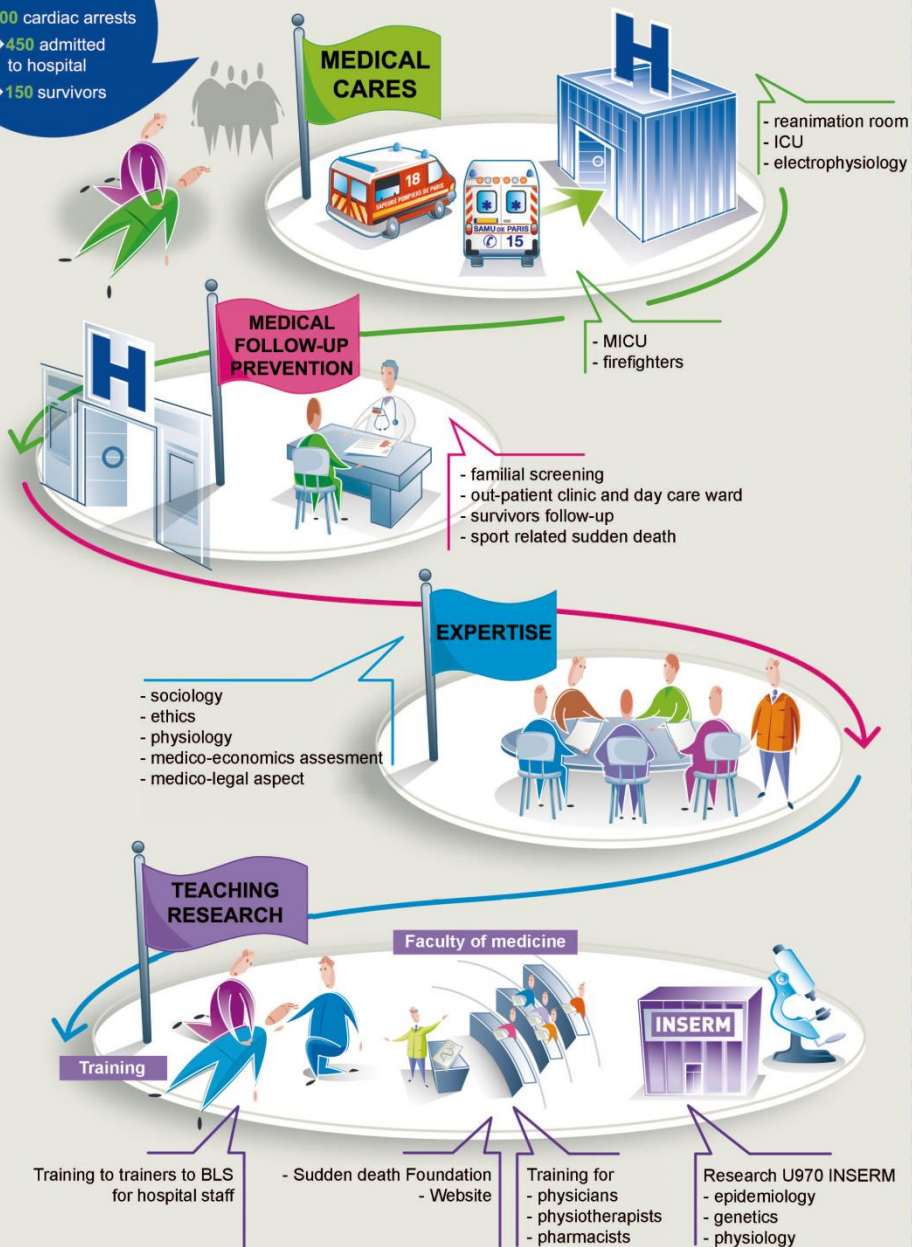 00 cardiac arrests
450 admitted
to hospital
150 survivors
MEDICAL
CARES
H
- reanimation room
- ICU
- electrophysiology
18
SAPEURS POMPIERS DE PARIS
SAMU DE PARIS
15
- MICU
- firefighters
MEDICAL
FOLLOW-UP
PREVENTION
H
- familial screening
- out-patient clinic and day care ward
- survivors follow-up
- sport related sudden death
EXPERTISE
- sociology
- ethics
- physiology
- medico-economics assesment
- medico-legal aspect
TEACHING
RESEARCH
Faculty of medicine
INSERM
Training
Training to trainers to BLS
for hospital staff
- Sudden death Foundation
- Website
Training for
- physicians
- physiotherapists
- pharmacists
Research U970 INSERM
- epidemiology
- genetics
- physiology